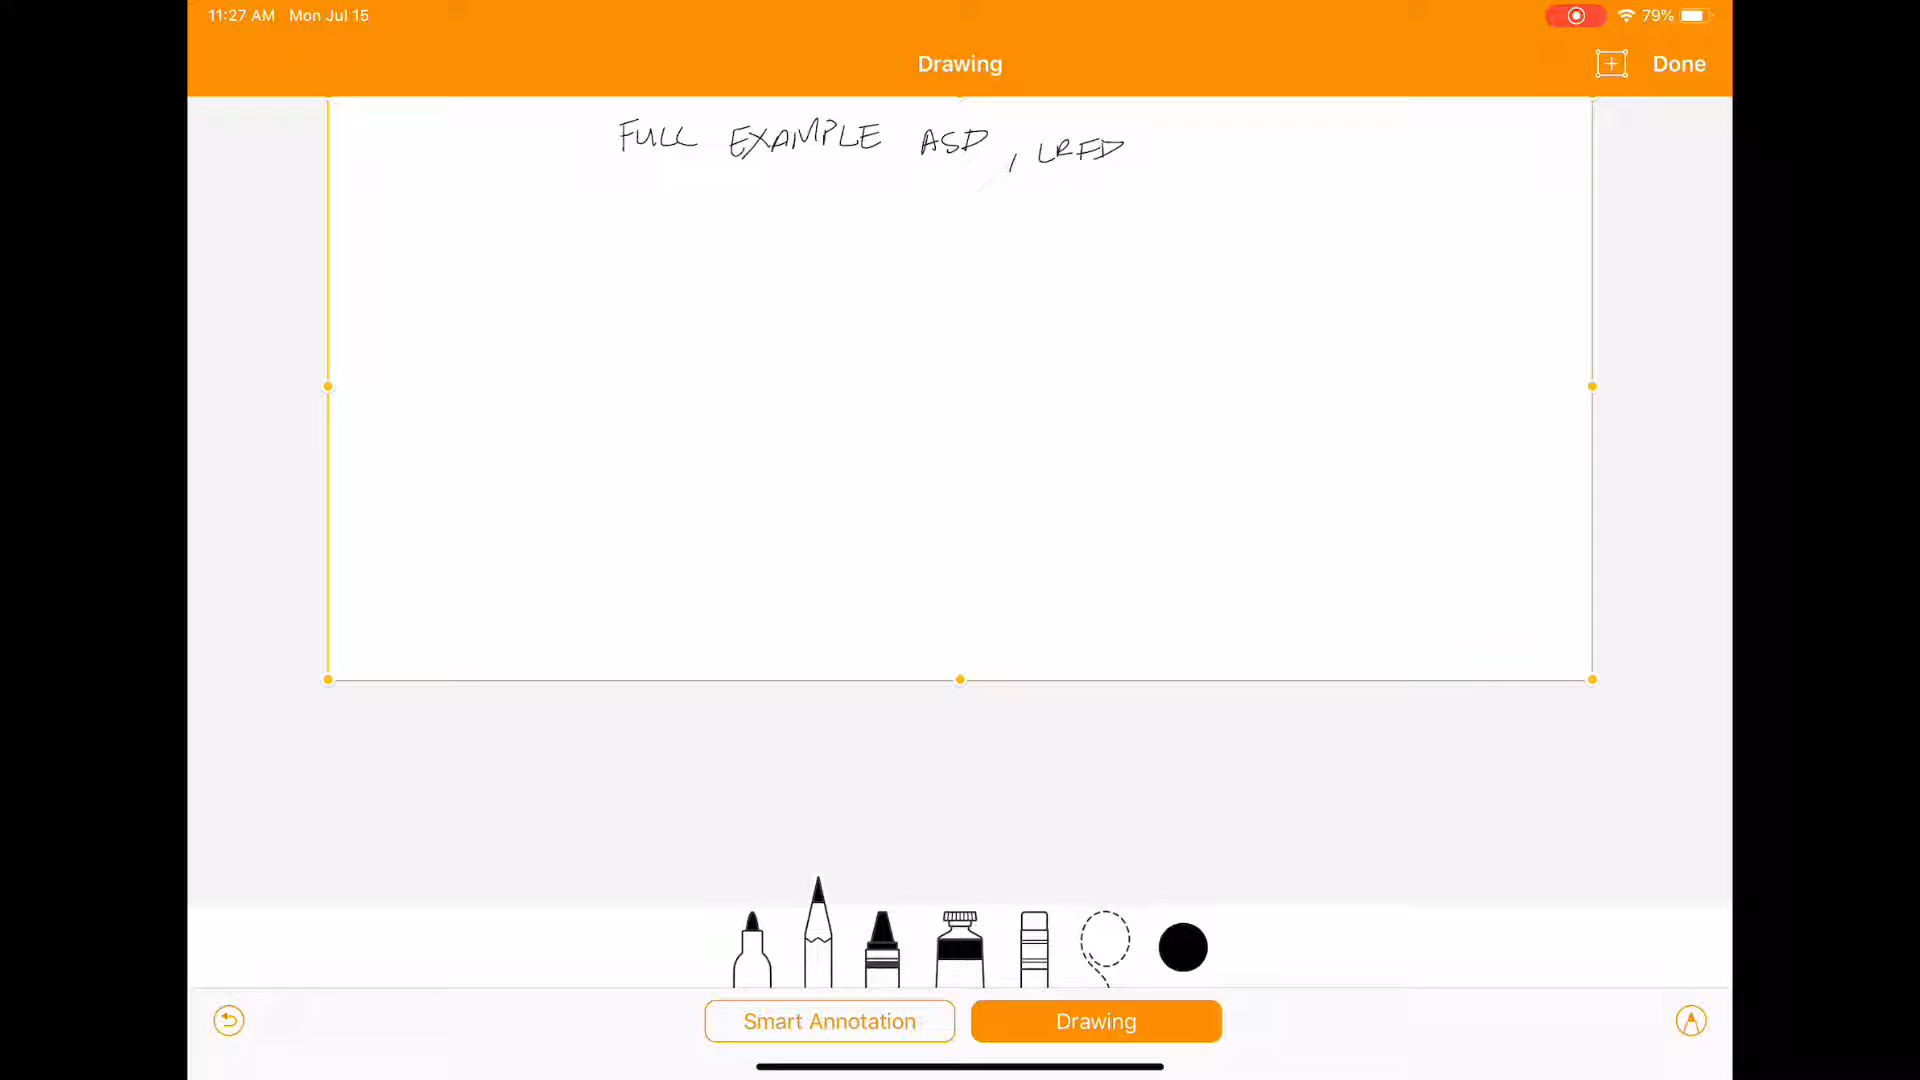 11:27 AM Mon Jul 15
79%
Drawing
Done
FULL EXAMPLE ASD, LRFD
Smart Annotation
Drawing